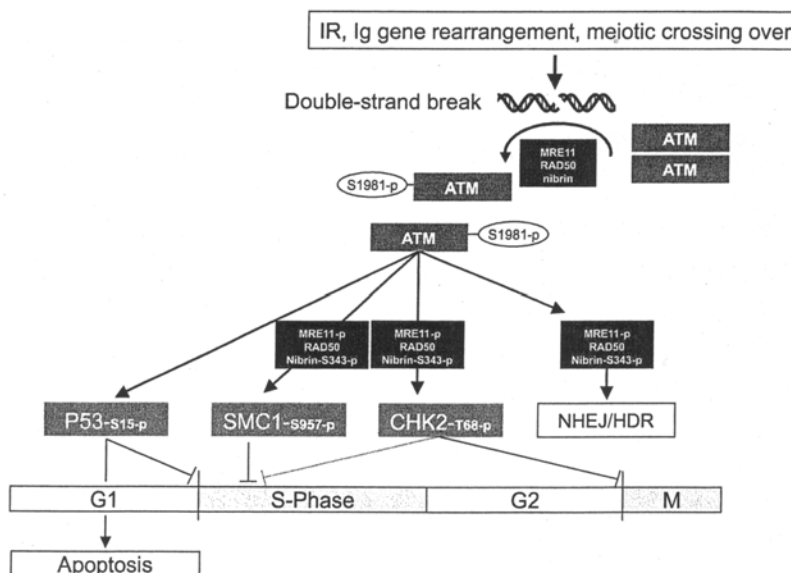 IR, Ig gene rearrangement, mejotic crossing over
Double-strand break
MRE11
RAD50
nibrin
ATM
ATM
S1981-p
ATM
ATM
S1981-p
MRE11-p
RAD50
Nibrin-S343-p
MRE11-p
RAD50
Nibrin-S343-p
MRE11-p
RAD50
Nibrin-S343-p
P53-S15-p
SMC1-S957-p
CHK2-T68-p
NHEJ/HDR
G1
S-Phase
G2
M
Apoptosis